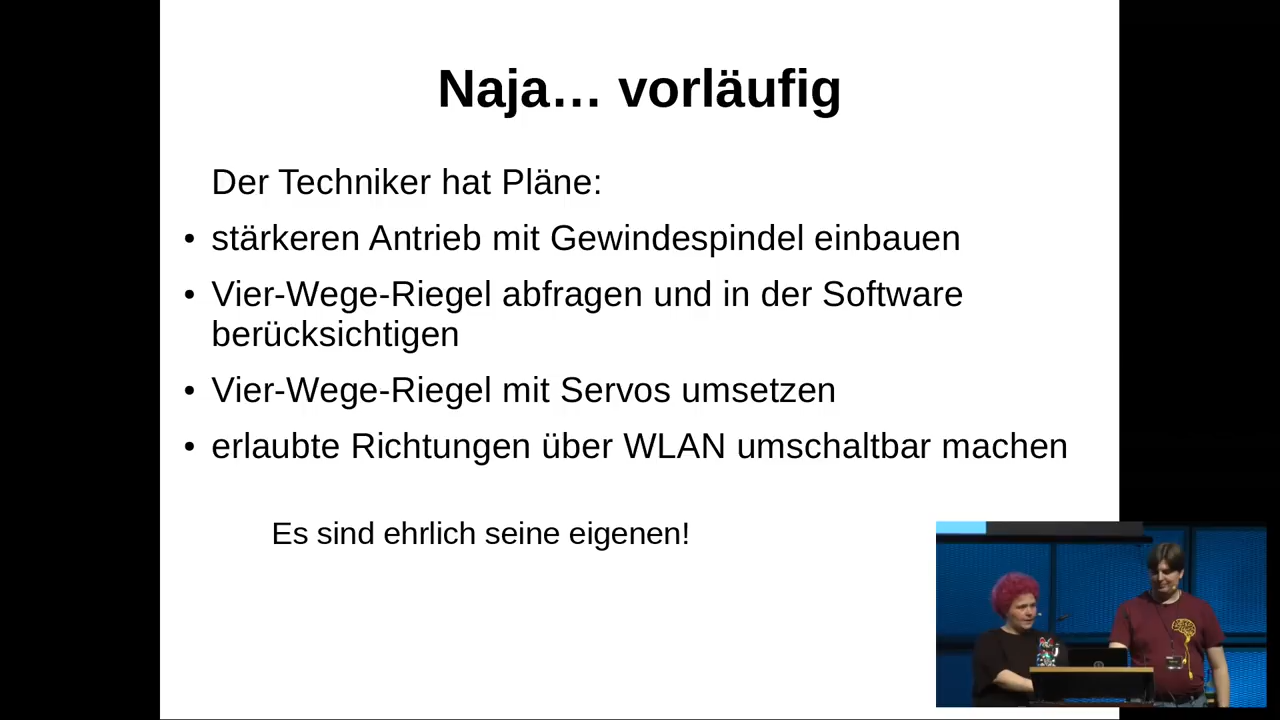 Naja… vorläufig
Der Techniker hat Pläne:
• stärkeren Antrieb mit Gewindespindel einbauen
• Vier-Wege-Riegel abfragen und in der Software
berücksichtigen
• Vier-Wege-Riegel mit Servos umsetzen
• erlaubte Richtungen über WLAN umschaltbar machen
Es sind ehrlich seine eigenen!